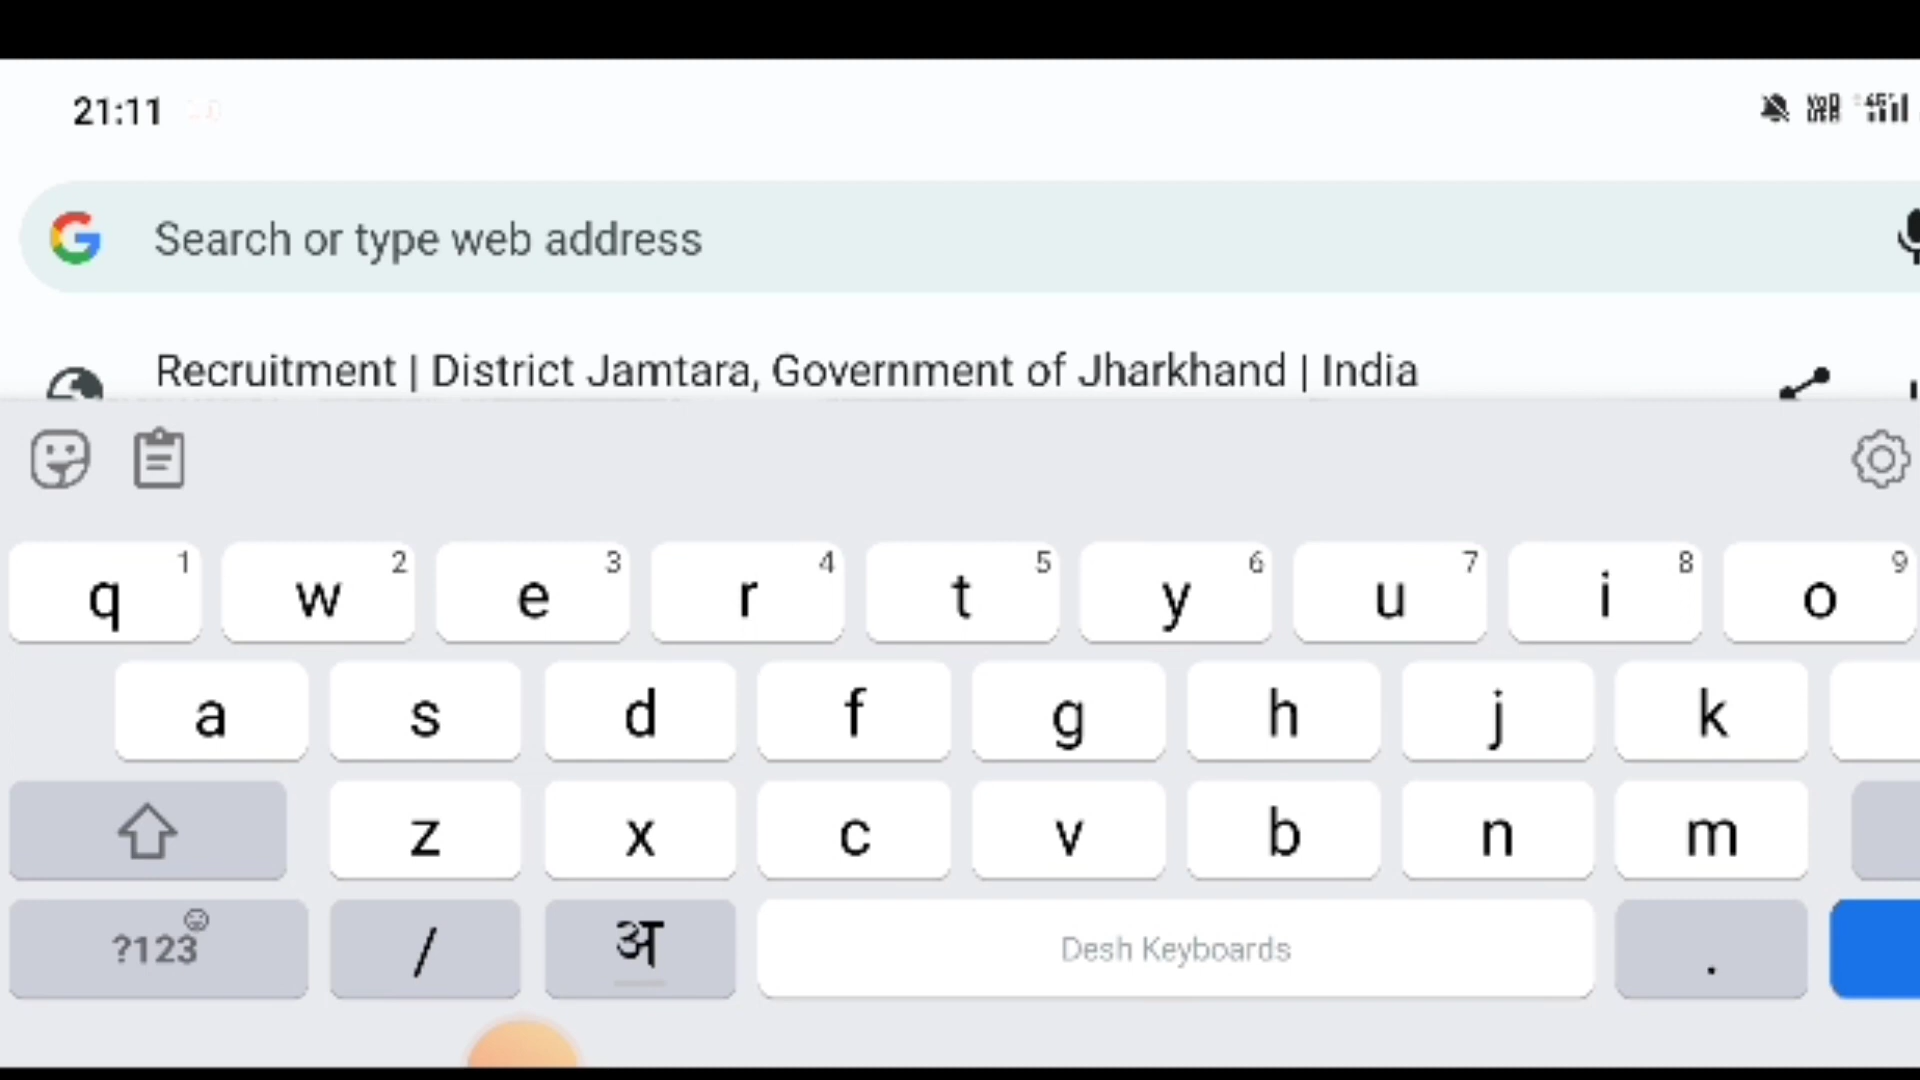 21:11
Search or type web address
Recruitment | District Jamtara, Government of Jharkhand | India
q 1 w 2 e 3 r 4 t 5 y 6 u 7 i 8 o 9
a s d f g h j k
z x c v b n m
?123 / अ Desh Keyboards .